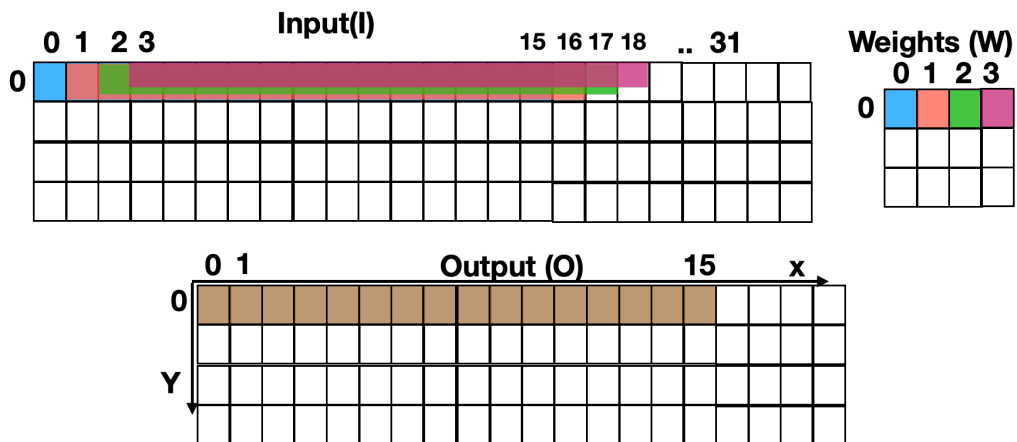 Input(I)
0 1 2 3 15 16 17 18 .. 31
0
Weights (W)
0 1 2 3
0
Output (O)
0 1 15 x
0
Y